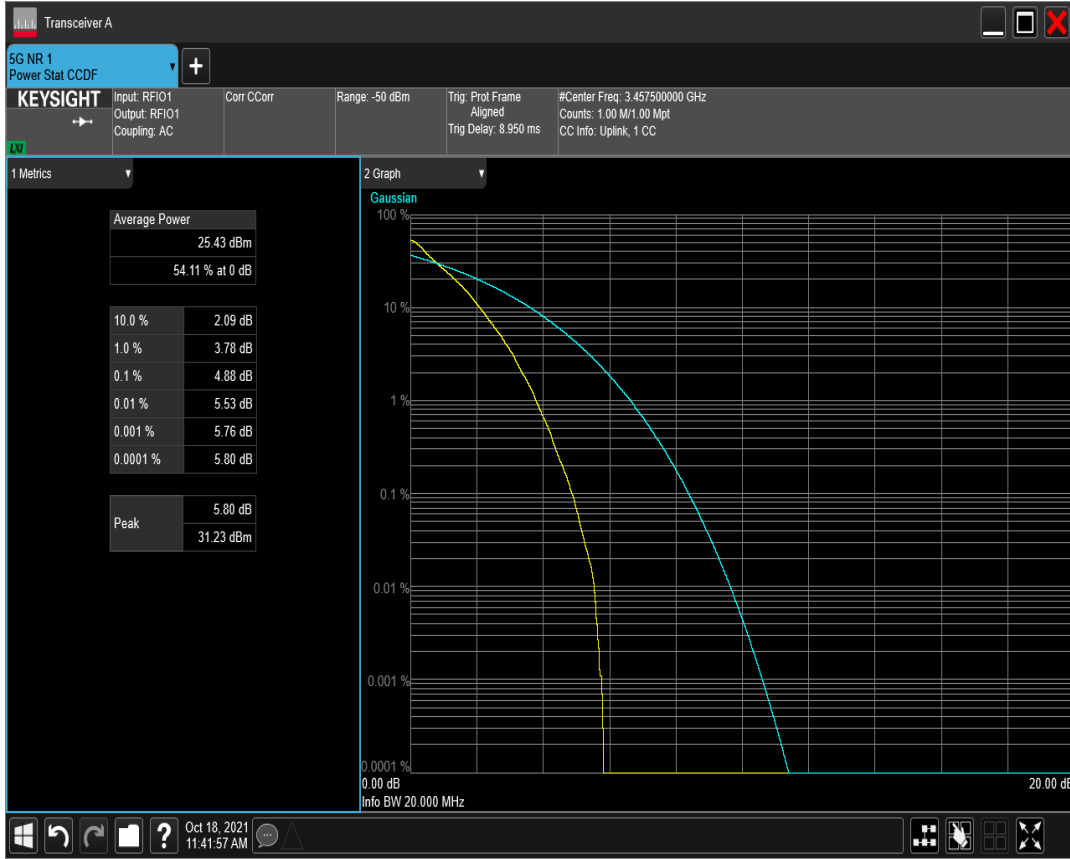 Transceiver A
5G NR 1
Power Stat CCDF
KEYSIGHT
LXI
Input: RFIO1
Output: RFIO1
Coupling: AC
Corr CCorr
Range: -50 dBm
Trig: Prot Frame
Aligned
Trig Delay: 8.950 ms
#Center Freq: 3.457500000 GHz
Counts: 1.00 M/1.00 Mpt
CC Info: Uplink, 1 CC
1 Metrics
Average Power
25.43 dBm
54.11 % at 0 dB
10.0 % 2.09 dB
1.0 % 3.78 dB
0.1 % 4.88 dB
0.01 % 5.53 dB
0.001 % 5.76 dB
0.0001 % 5.80 dB
Peak
5.80 dB
31.23 dBm
2 Graph
Gaussian
100 %
10 %
1 %
0.1 %
0.01 %
0.001 %
0.0001 %
0.00 dB 20.00 dB
Info BW 20.000 MHz
Oct 18, 2021
11:41:57 AM